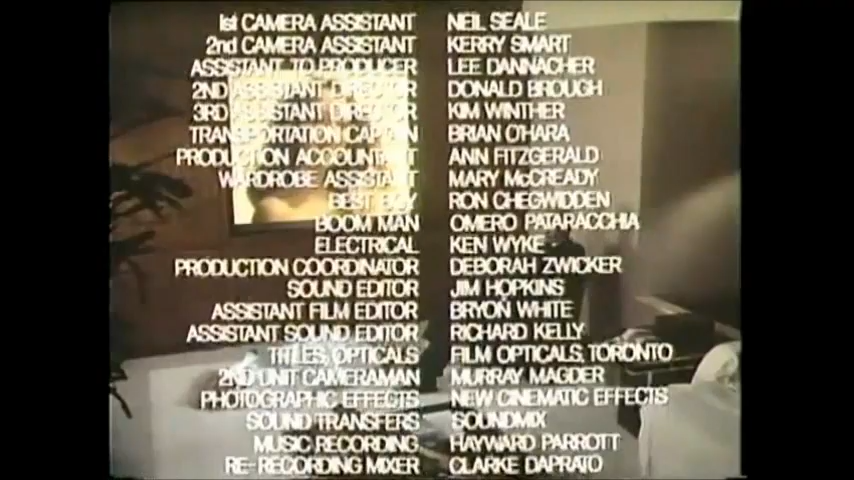 1st CAMERA ASSISTANT NEIL SEALE
2nd CAMERA ASSISTANT KERRY SMART
ASSISTANT TO PRODUCER LEE DANNACHER
2ND ASSISTANT DIRECTOR DONALD BROUGH
3RD ASSISTANT DIRECTOR KIM WINTHER
TRANSPORTATION CAPTAIN BRIAN O'HARA
PRODUCTION ACCOUNTANT ANN FITZGERALD
WARDROBE ASSISTANT MARY McCREADY
BEST BOY RON CHEGWIDDEN
BOOM MAN OMERO PATARACCHIA
ELECTRICAL KEN WYKE
PRODUCTION COORDINATOR DEBORAH ZWICKER
SOUND EDITOR JIM HOPKINS
ASSISTANT FILM EDITOR BRYON WHITE
ASSISTANT SOUND EDITOR RICHARD KELLY
TITLES, OPTICALS FILM OPTICALS, TORONTO
2ND UNIT CAMERAMAN MURRAY MAGDER
PHOTOGRAPHIC EFFECTS NEW CINEMATIC EFFECTS
SOUND TRANSFERS SOUNDMIX
MUSIC RECORDING HAYWARD PARROTT
RE-RECORDING MIXER CLARKE DAPRATO